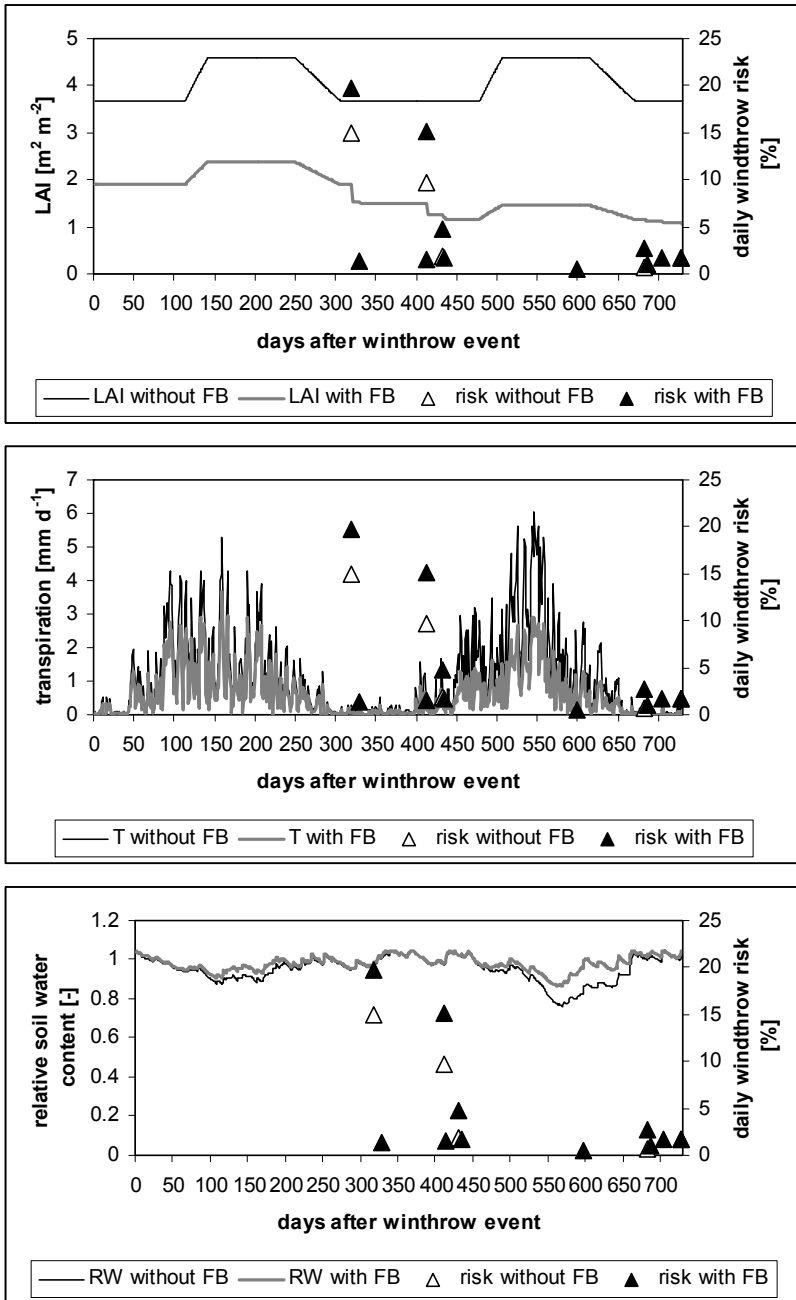 LAI [m² m⁻²]
5
4
3
2
1
0
25
20
15
10
5
0
daily windthrow risk
[%]
0 50 100 150 200 250 300 350 400 450 500 550 600 650 700
days after winthrow event
LAI without FB LAI with FB risk without FB risk with FB
transpiration [mm d⁻¹]
7
6
5
4
3
2
1
0
25
20
15
10
5
0
daily windthrow risk
[%]
0 50 100 150 200 250 300 350 400 450 500 550 600 650 700
days after winthrow event
T without FB T with FB risk without FB risk with FB
relative soil water
content [-]
1.2
1
0.8
0.6
0.4
0.2
0
25
20
15
10
5
0
daily windthrow risk
[%]
0 50 100 150 200 250 300 350 400 450 500 550 600 650 700
days after winthrow event
RW without FB RW with FB risk without FB risk with FB